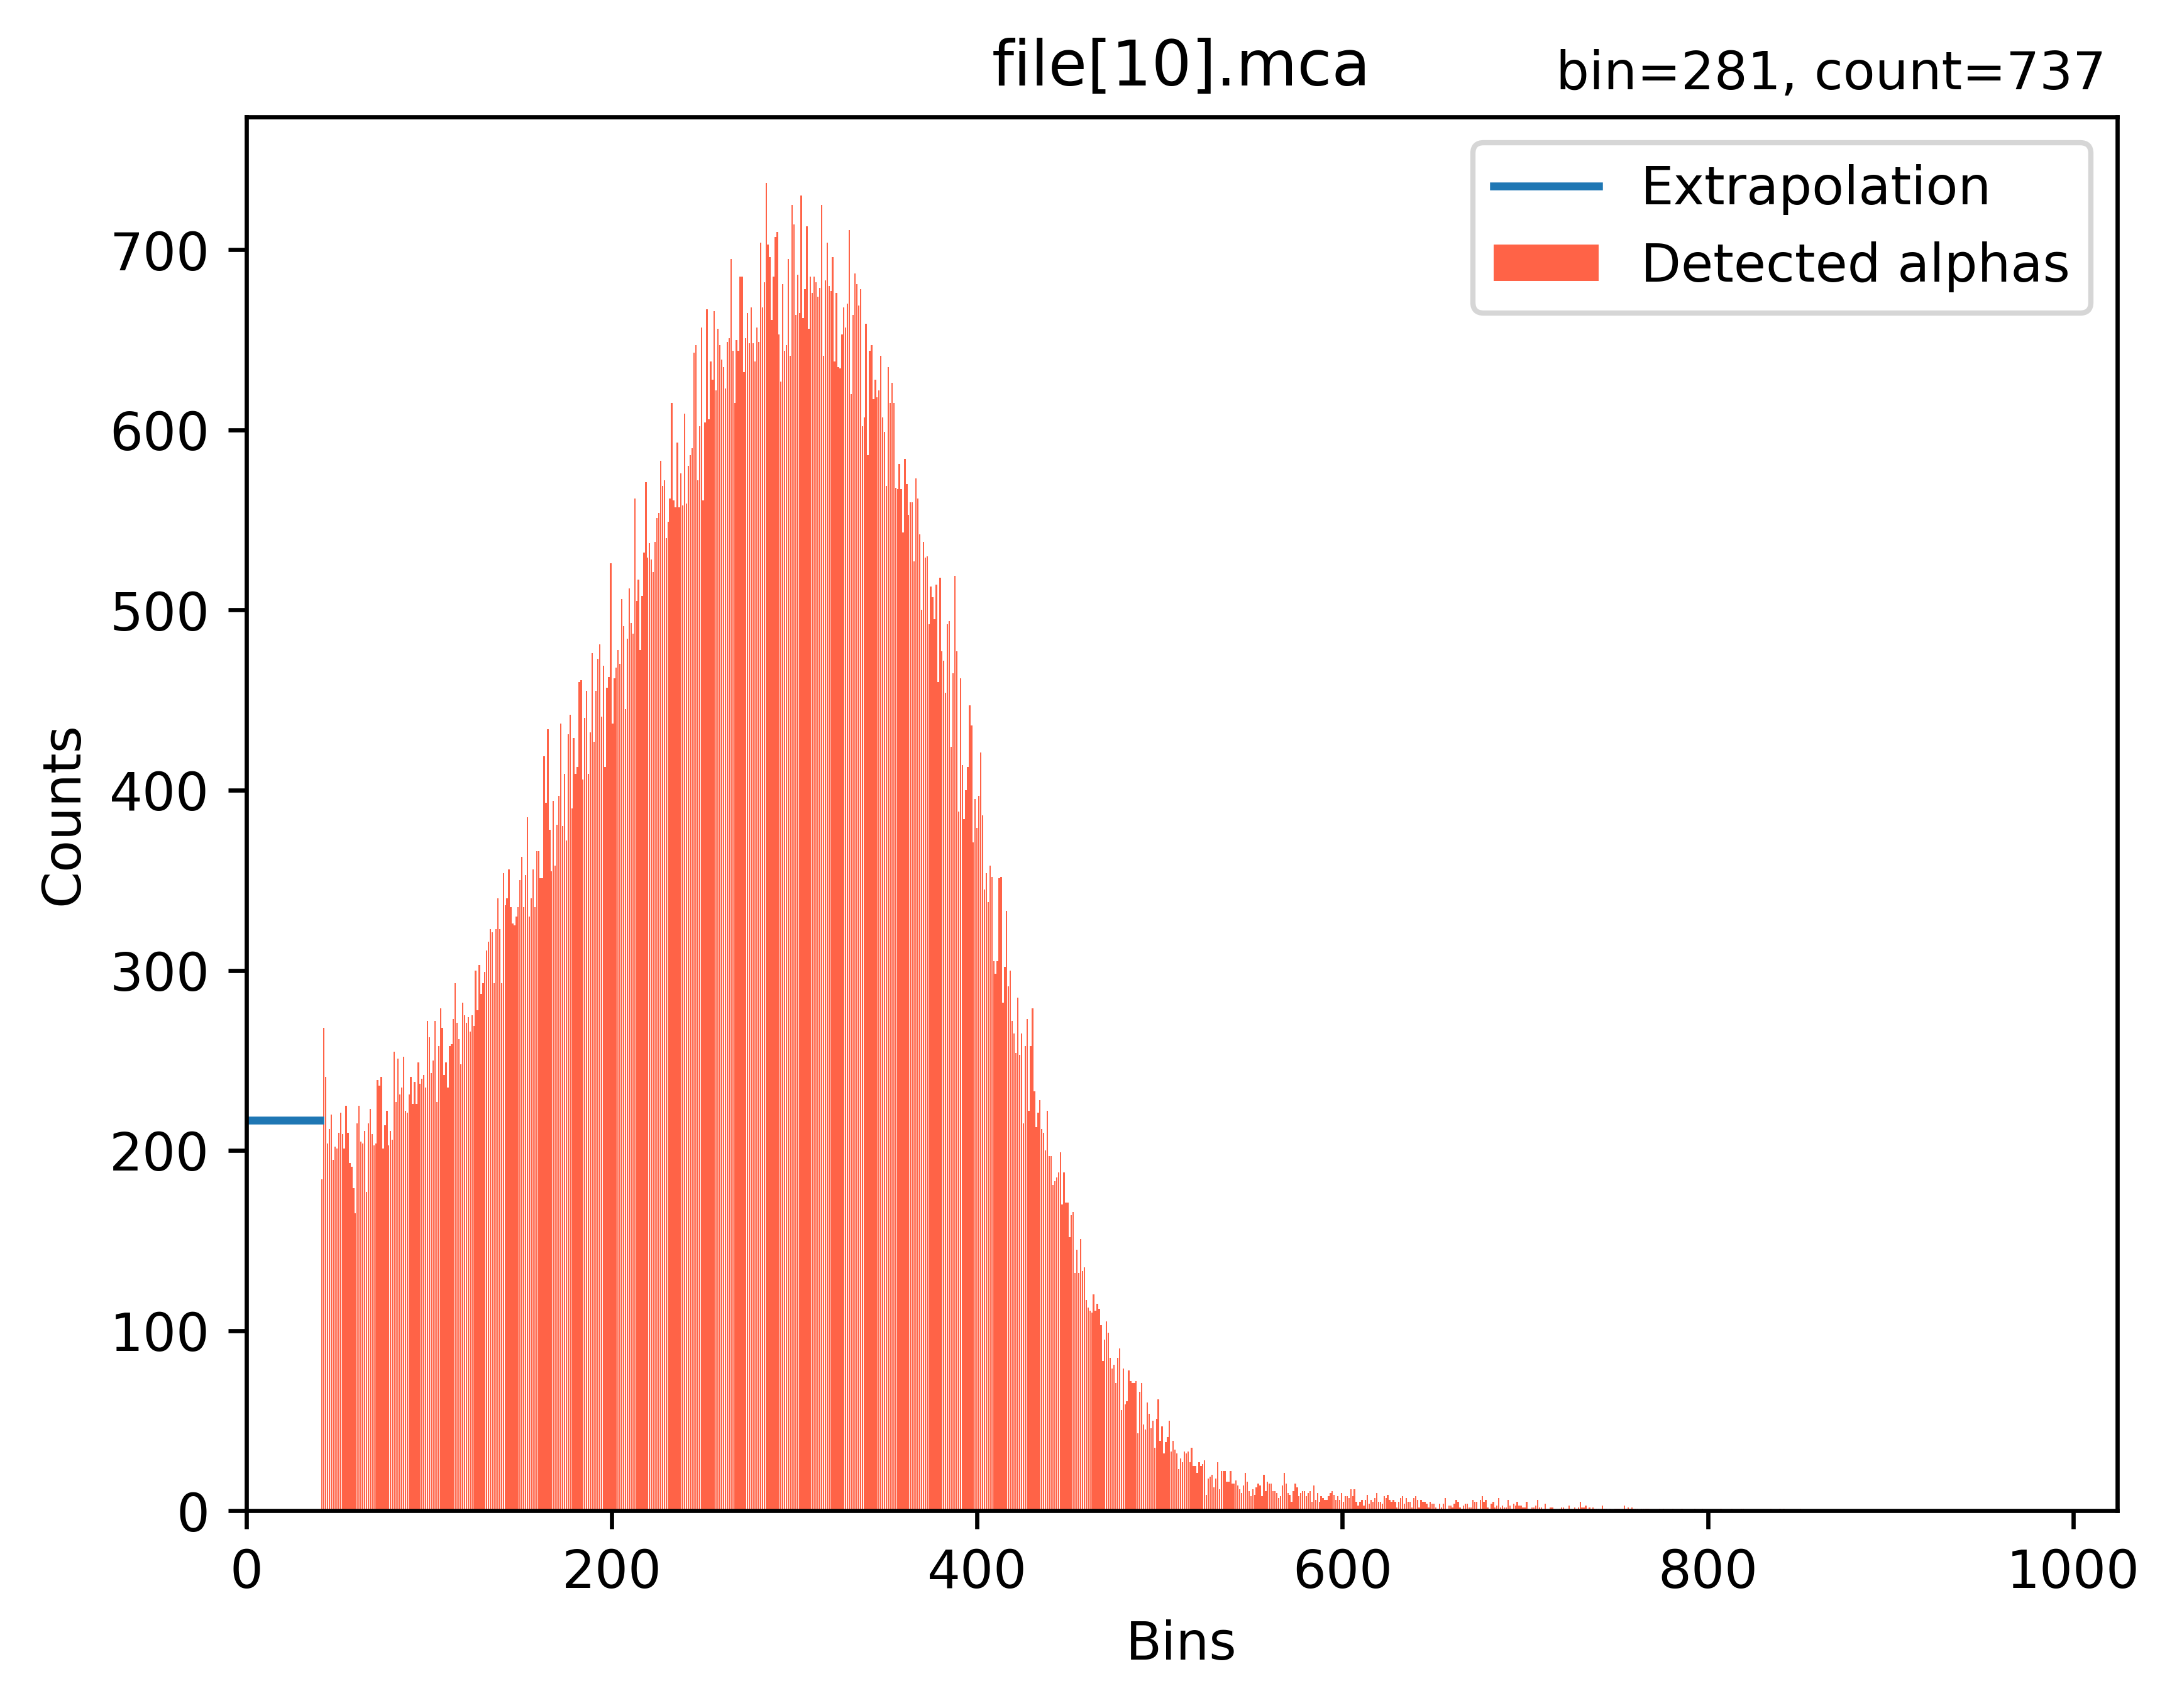 file[10].mca
bin=281, count=737
Extrapolation
Detected alphas
700
600
500
400
300
200
100
0
Counts
0 200 400 600 800 1000
Bins